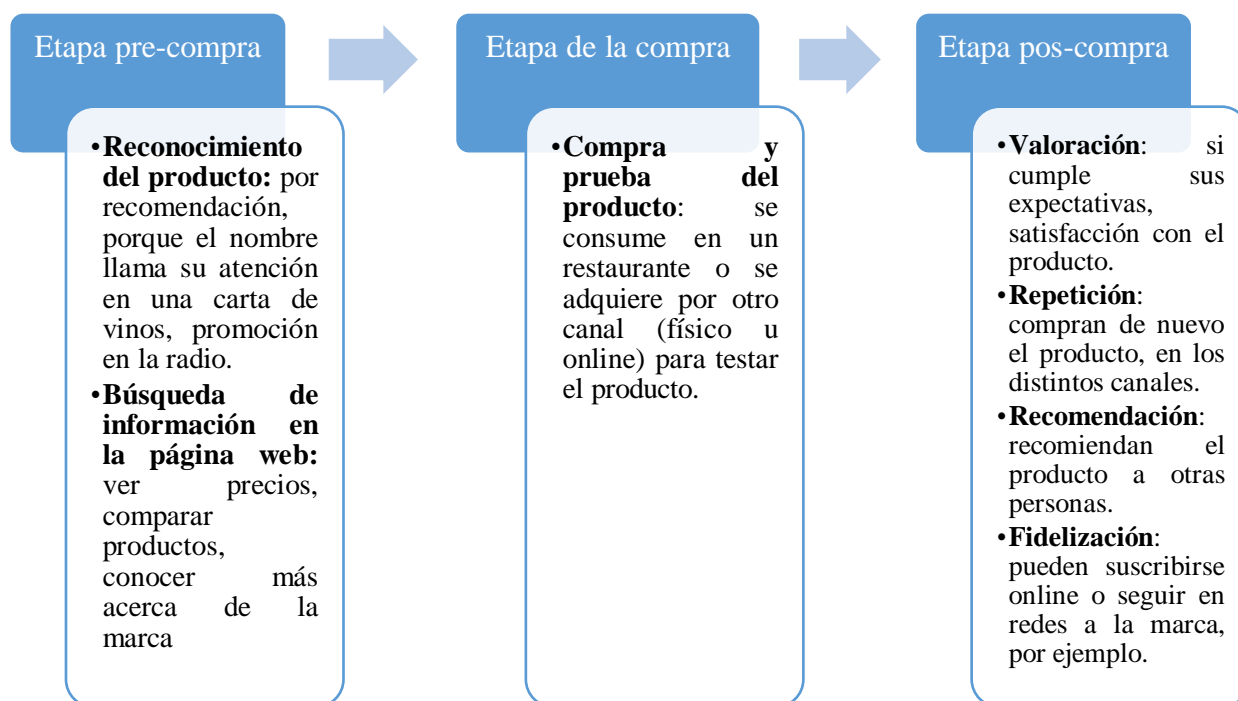 Etapa pre-compra
•Reconocimiento
del producto: por
recomendación,
porque el nombre
llama su atención
en una carta de
vinos, promoción
en la radio.
•Búsqueda de
información en
la página web:
ver precios,
comparar
productos,
conocer más
acerca de la
marca
Etapa de la compra
•Compra y
prueba del
producto: se
consume en un
restaurante o se
adquiere por otro
canal (físico u
online) para testar
el producto.
Etapa pos-compra
•Valoración: si
cumple sus
expectativas,
satisfacción con el
producto.
•Repetición:
compran de nuevo
el producto, en los
distintos canales.
•Recomendación:
recomiendan el
producto a otras
personas.
•Fidelización:
pueden suscribirse
online o seguir en
redes a la marca,
por ejemplo.